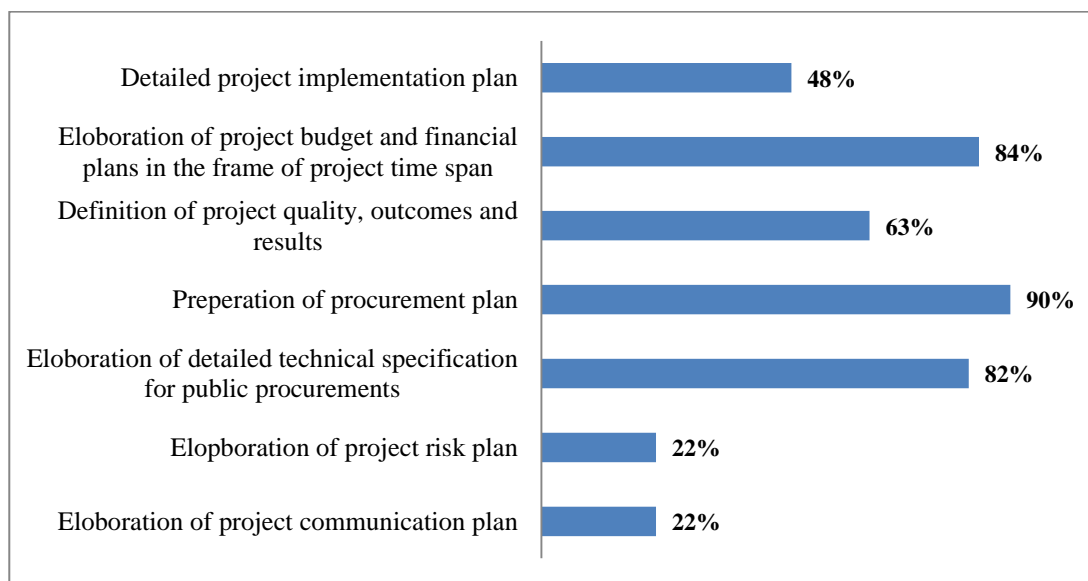 Detailed project implementation plan
48%
Eloboration of project budget and financial
plans in the frame of project time span
84%
Definition of project quality, outcomes and
results
63%
Preperation of procurement plan
90%
Eloboration of detailed technical specification
for public procurements
82%
Elopboration of project risk plan
22%
Eloboration of project communication plan
22%